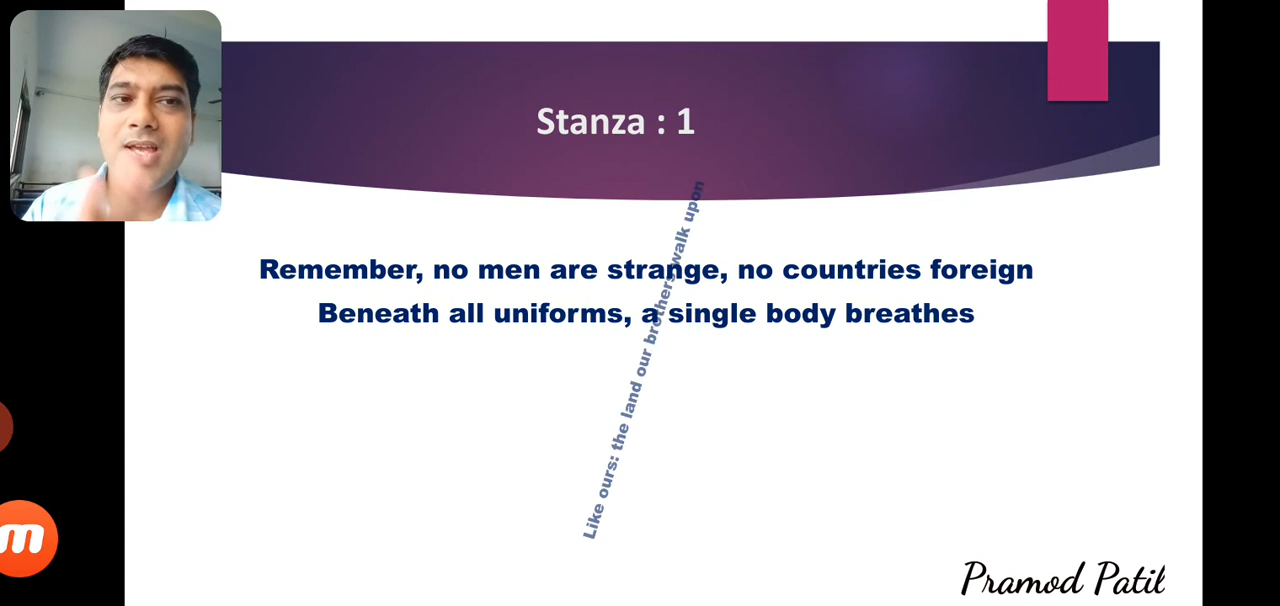 Stanza : 1
Remember, no men are strange, no countries foreign
Beneath all uniforms, a single body breathes
Like ours: the land our brothers walk upon
Pramod Patil
m